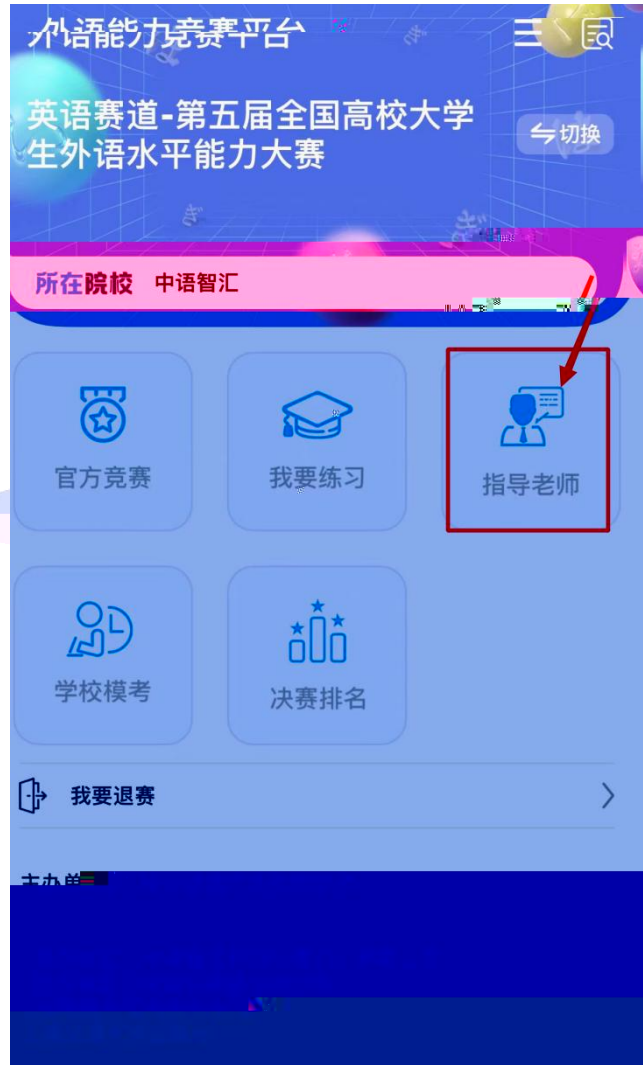 外语能力竞赛平台
英语赛道-第五届全国高校大学
生外语水平能力大赛
切换
所在院校 中语智汇
官方竞赛
我要练习
指导老师
学校模考
决赛排名
我要退赛
主办单